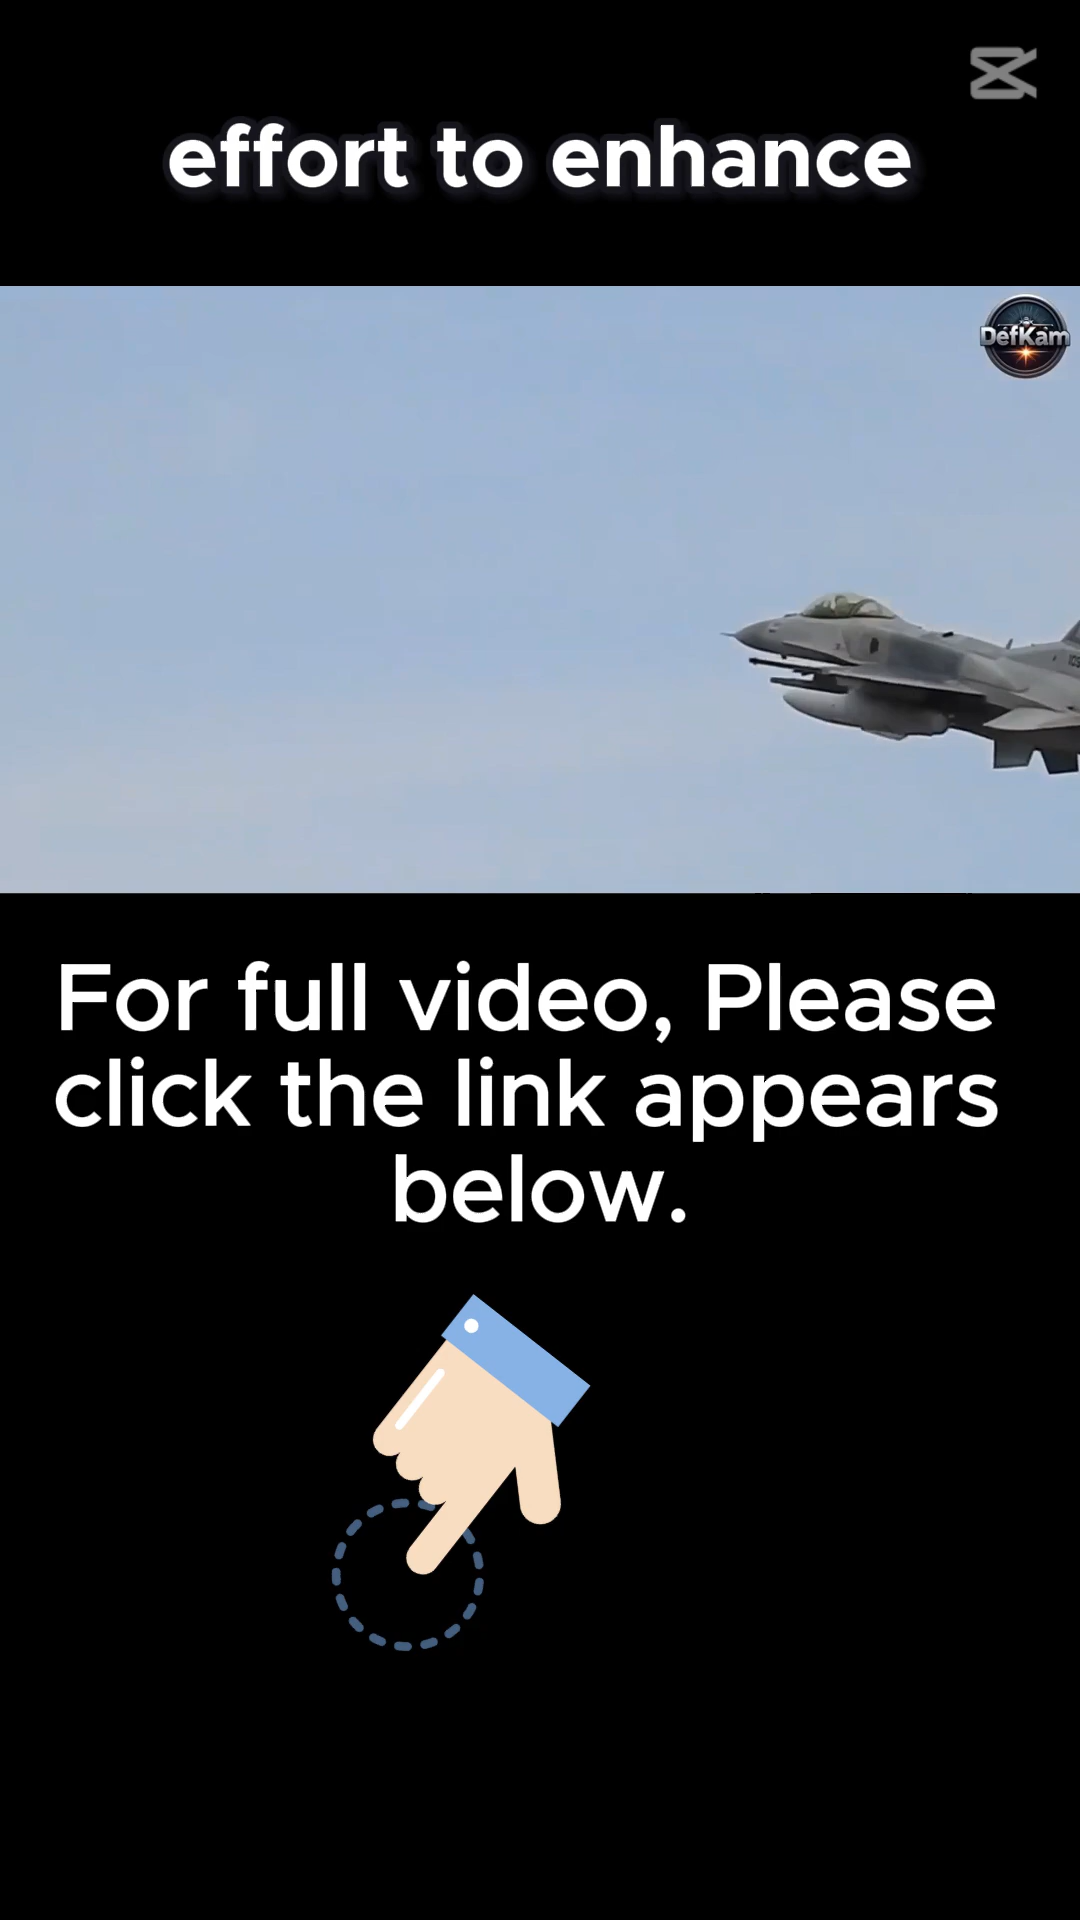 effort to enhance
DefKam
For full video, Please
click the link appears
below.